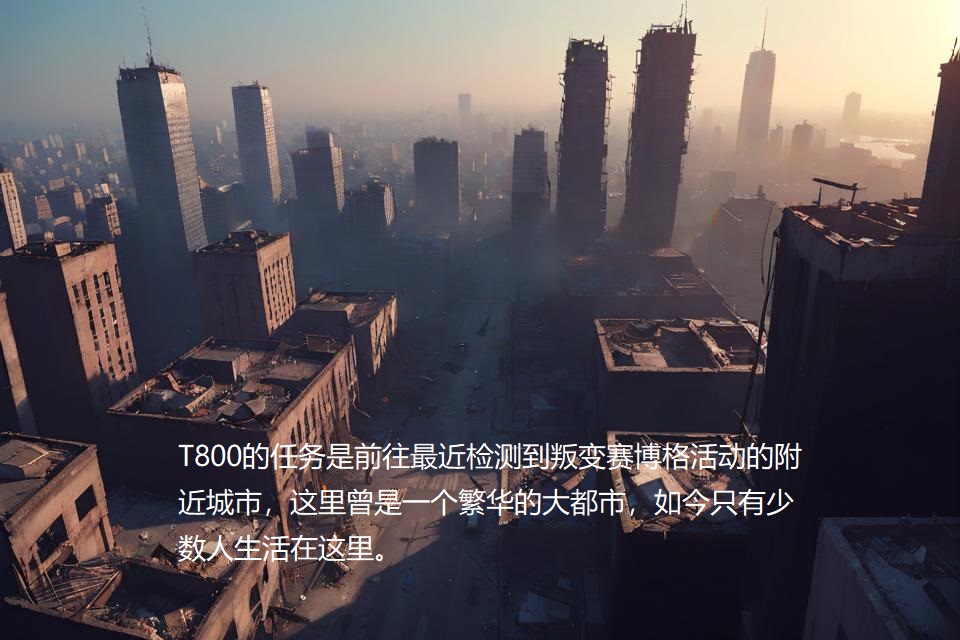 T800的任务是前往最近检测到叛变赛博格活动的附
近城市，这里曾是一个繁华的大都市，如今只有少
数人生活在这里。